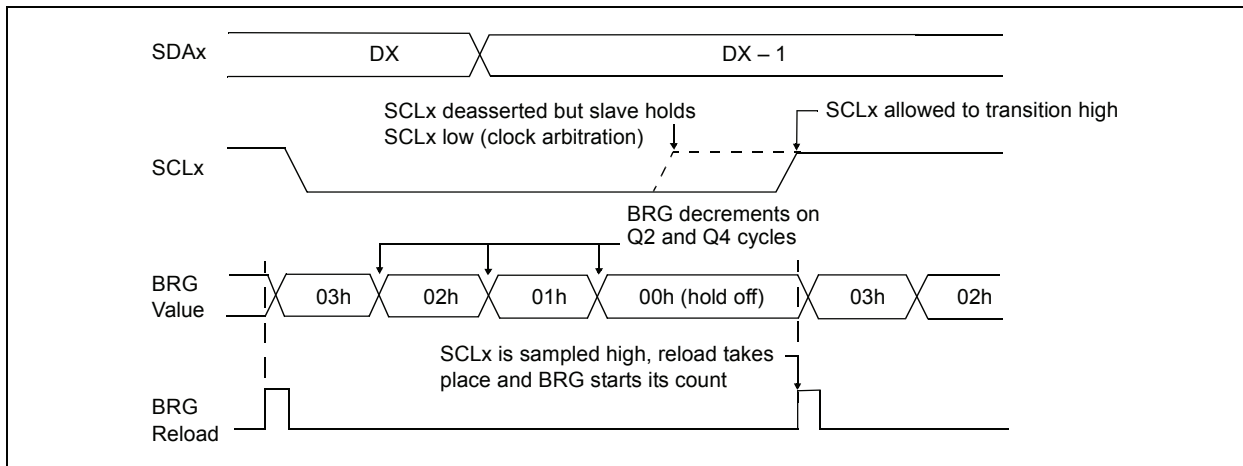 SDAx
DX
DX – 1
SCLx deasserted but slave holds
SCLx low (clock arbitration)
SCLx allowed to transition high
SCLx
BRG decrements on
Q2 and Q4 cycles
BRG
Value
03h
02h
01h
00h (hold off)
03h
02h
SCLx is sampled high, reload takes
place and BRG starts its count
BRG
Reload